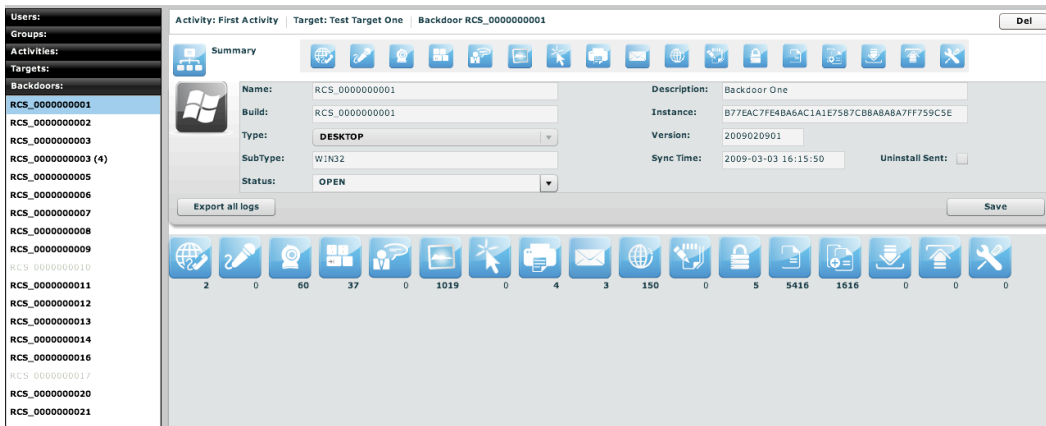 Users:
Groups:
Activities:
Targets:
Backdoors:
RCS_0000000001
RCS_0000000002
RCS_0000000003
RCS_0000000003 (4)
RCS_0000000005
RCS_0000000006
RCS_0000000007
RCS_0000000008
RCS_0000000009
RCS_0000000010
RCS_0000000011
RCS_0000000012
RCS_0000000013
RCS_0000000014
RCS_0000000016
RCS_0000000017
RCS_0000000020
RCS_0000000021
Activity: First Activity Target: Test Target One Backdoor RCS_0000000001
Del
Summary
Name: RCS_0000000001
Build: RCS_0000000001
Type: DESKTOP
SubType: WIN32
Status: OPEN
Description: Backdoor One
Instance: B77EAC7FE4BA6AC1A1E7587CB8A8A8A7FF759C5E
Version: 2009020901
Sync Time: 2009-03-03 16:15:50 Uninstall Sent:
Export all logs Save
2 0 60 37 0 1019 0 4 3 150 0 5 5416 1616 0 0 0